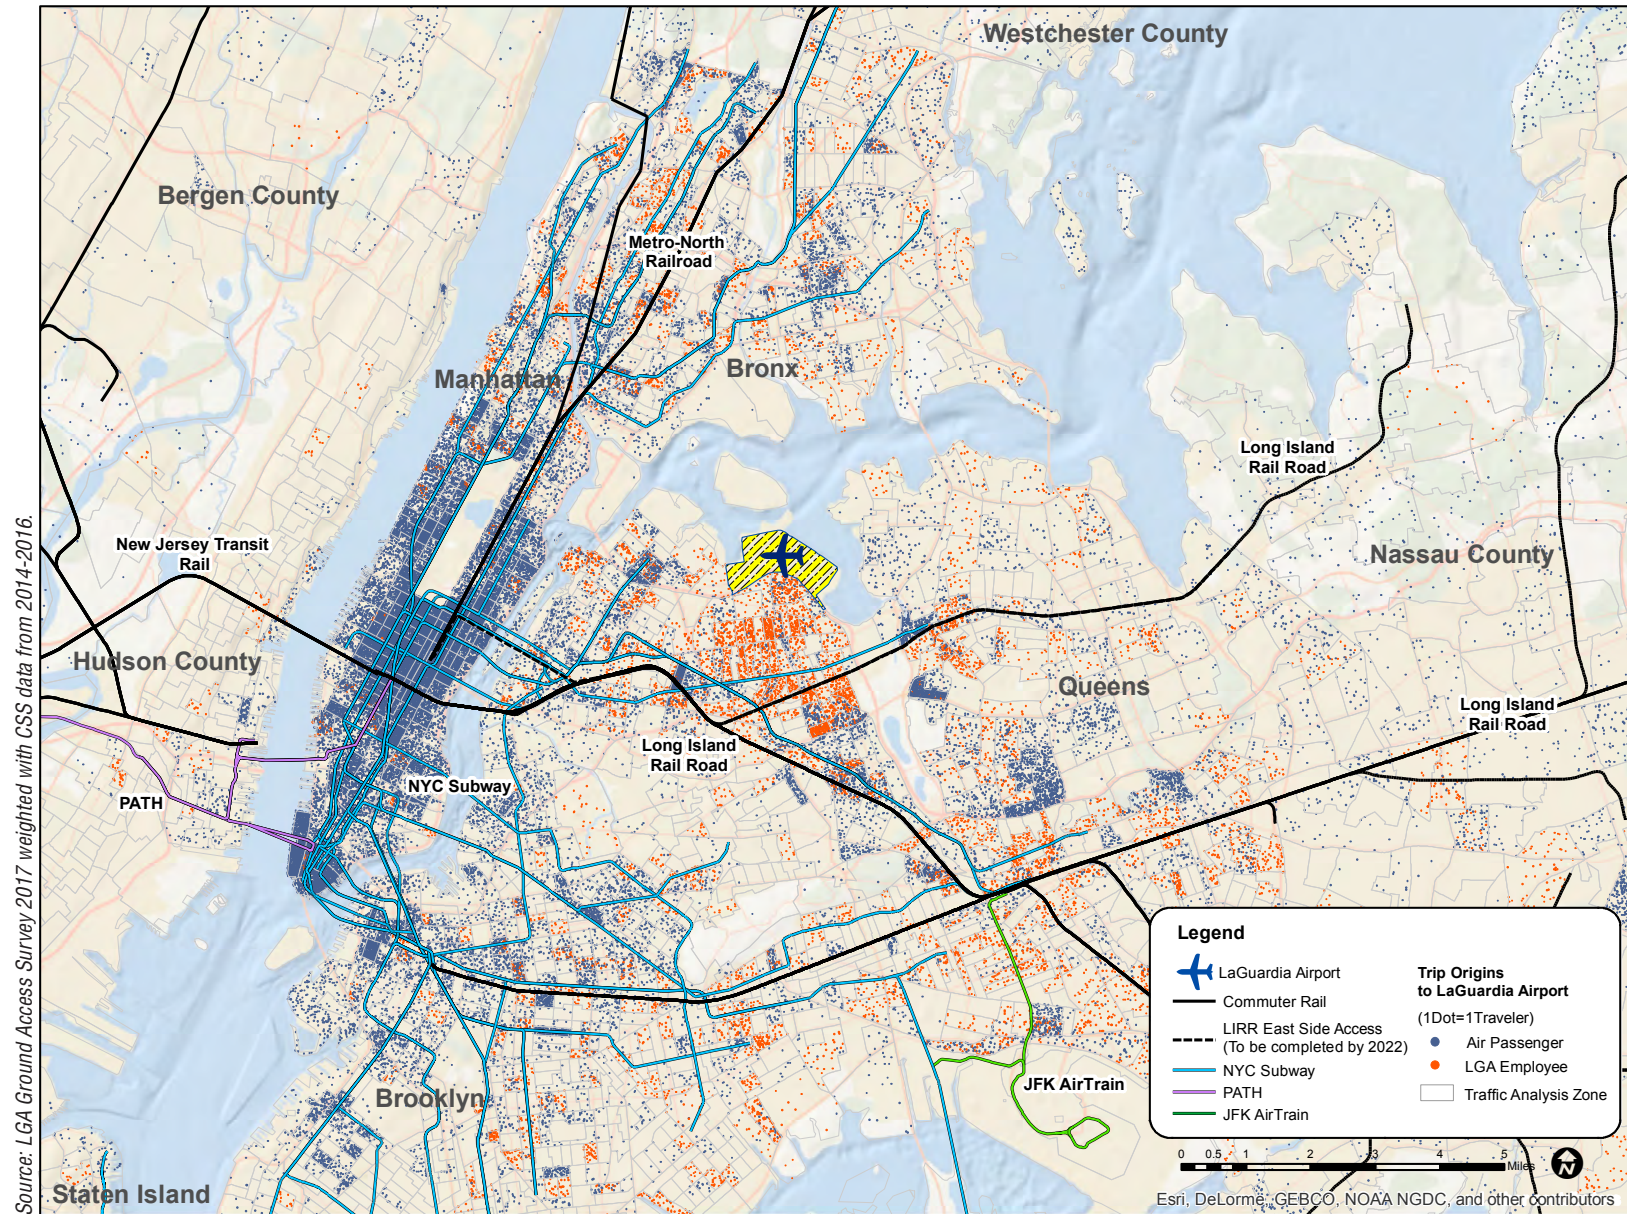 Westchester County
Bergen County
Metro-North
Railroad
Manhattan
Bronx
Long Island
Rail Road
New Jersey Transit
Rail
Nassau County
Hudson County
Queens
Long Island
Rail Road
Long Island
Rail Road
NYC Subway
PATH
Brooklyn
JFK AirTrain
Staten Island
Source: LGA Ground Access Survey 2017 weighted with CSS data from 2014-2016.
Legend
LaGuardia Airport
Commuter Rail
LIRR East Side Access
(To be completed by 2022)
NYC Subway
PATH
JFK AirTrain
Trip Origins
to LaGuardia Airport
(1Dot=1Traveler)
Air Passenger
LGA Employee
Traffic Analysis Zone
0 0.5 1 2 3 4 5
Miles
N
Esri, DeLorme, GEBCO, NOAA NGDC, and other contributors